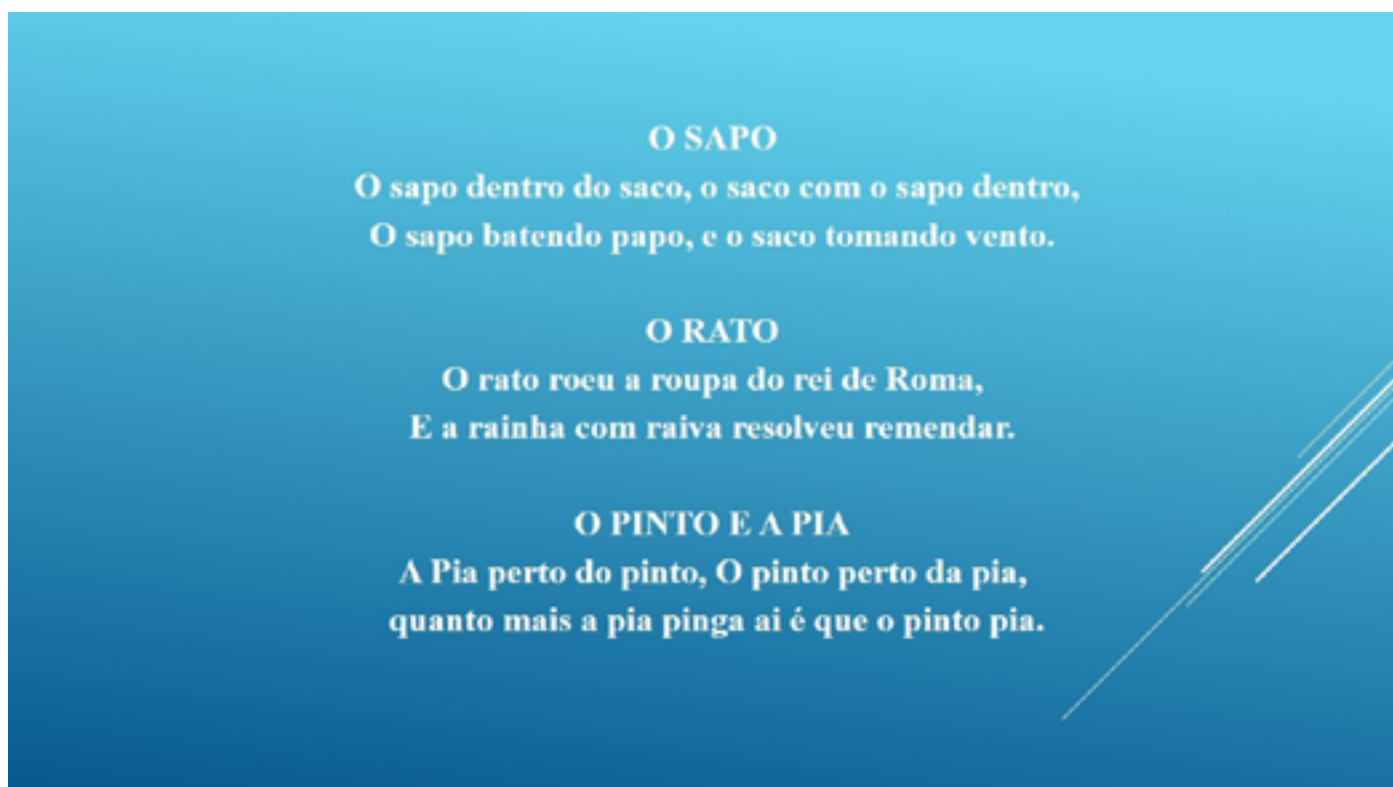 O SAPO
O sapo dentro do saco, o saco com o sapo dentro,
O sapo batendo papo, e o saco tomando vento.
O RATO
O rato roeu a roupa do rei de Roma,
E a rainha com raiva resolveu remendar.
O PINTO E A PIA
A Pia perto do pinto, O pinto perto da pia,
quanto mais a pia pinga ai é que o pinto pia.